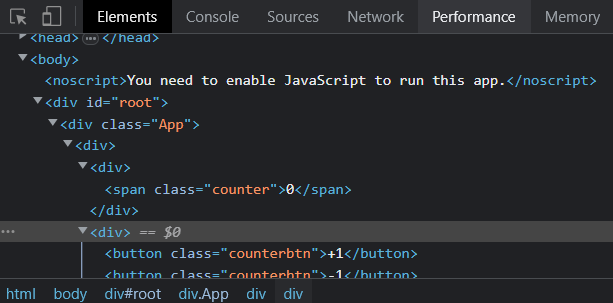 Elements Console Sources Network Performance Memory
<head> ••• </head>
<body>
<noscript>You need to enable JavaScript to run this app.</noscript>
<div id="root">
<div class="App">
<div>
<div>
<span class="counter">0</span>
</div>
••• <div> == $0
<button class="counterbtn">+1</button>
<button class="counterbtn">-1</button>
html body div#root div.App div div